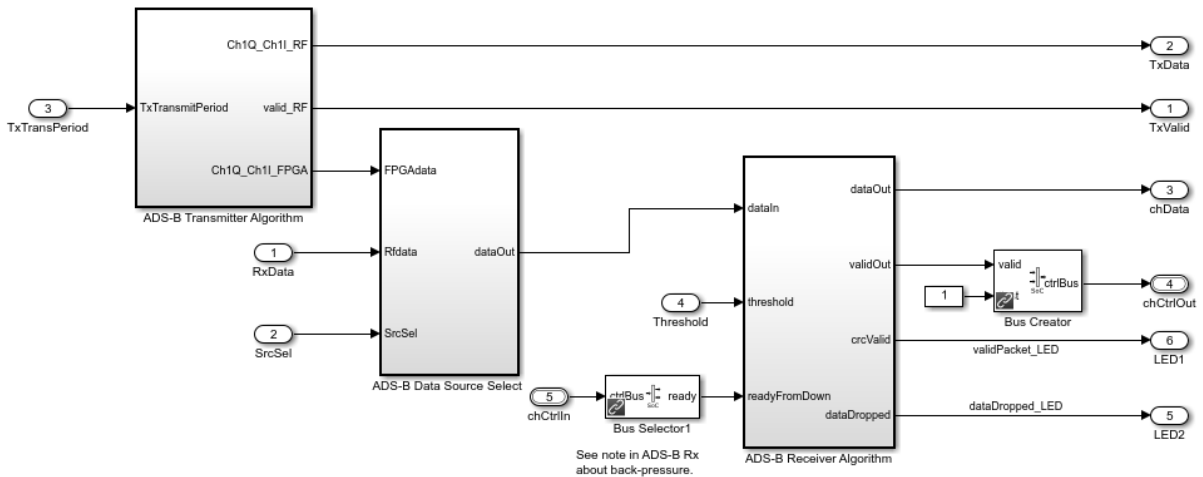 Ch1Q_Ch1I_RF
2
TxData
3
TxTransPeriod
TxTransmitPeriod
valid_RF
1
TxValid
Ch1Q_Ch1I_FPGA
FPGAdata
ADS-B Transmitter Algorithm
dataOut
3
chData
dataIn
1
RxData
Rfdata
dataOut
validOut
valid
SoC
ctrlBus
4
chCtrlOut
1
t
Bus Creator
4
Threshold
threshold
2
SrcSel
SrcSel
crcValid
validPacket_LED
6
LED1
ADS-B Data Source Select
5
chCtrlIn
ctrlBus
SoC
ready
Bus Selector1
readyFromDown
dataDropped
dataDropped_LED
5
LED2
ADS-B Receiver Algorithm
See note in ADS-B Rx
about back-pressure.